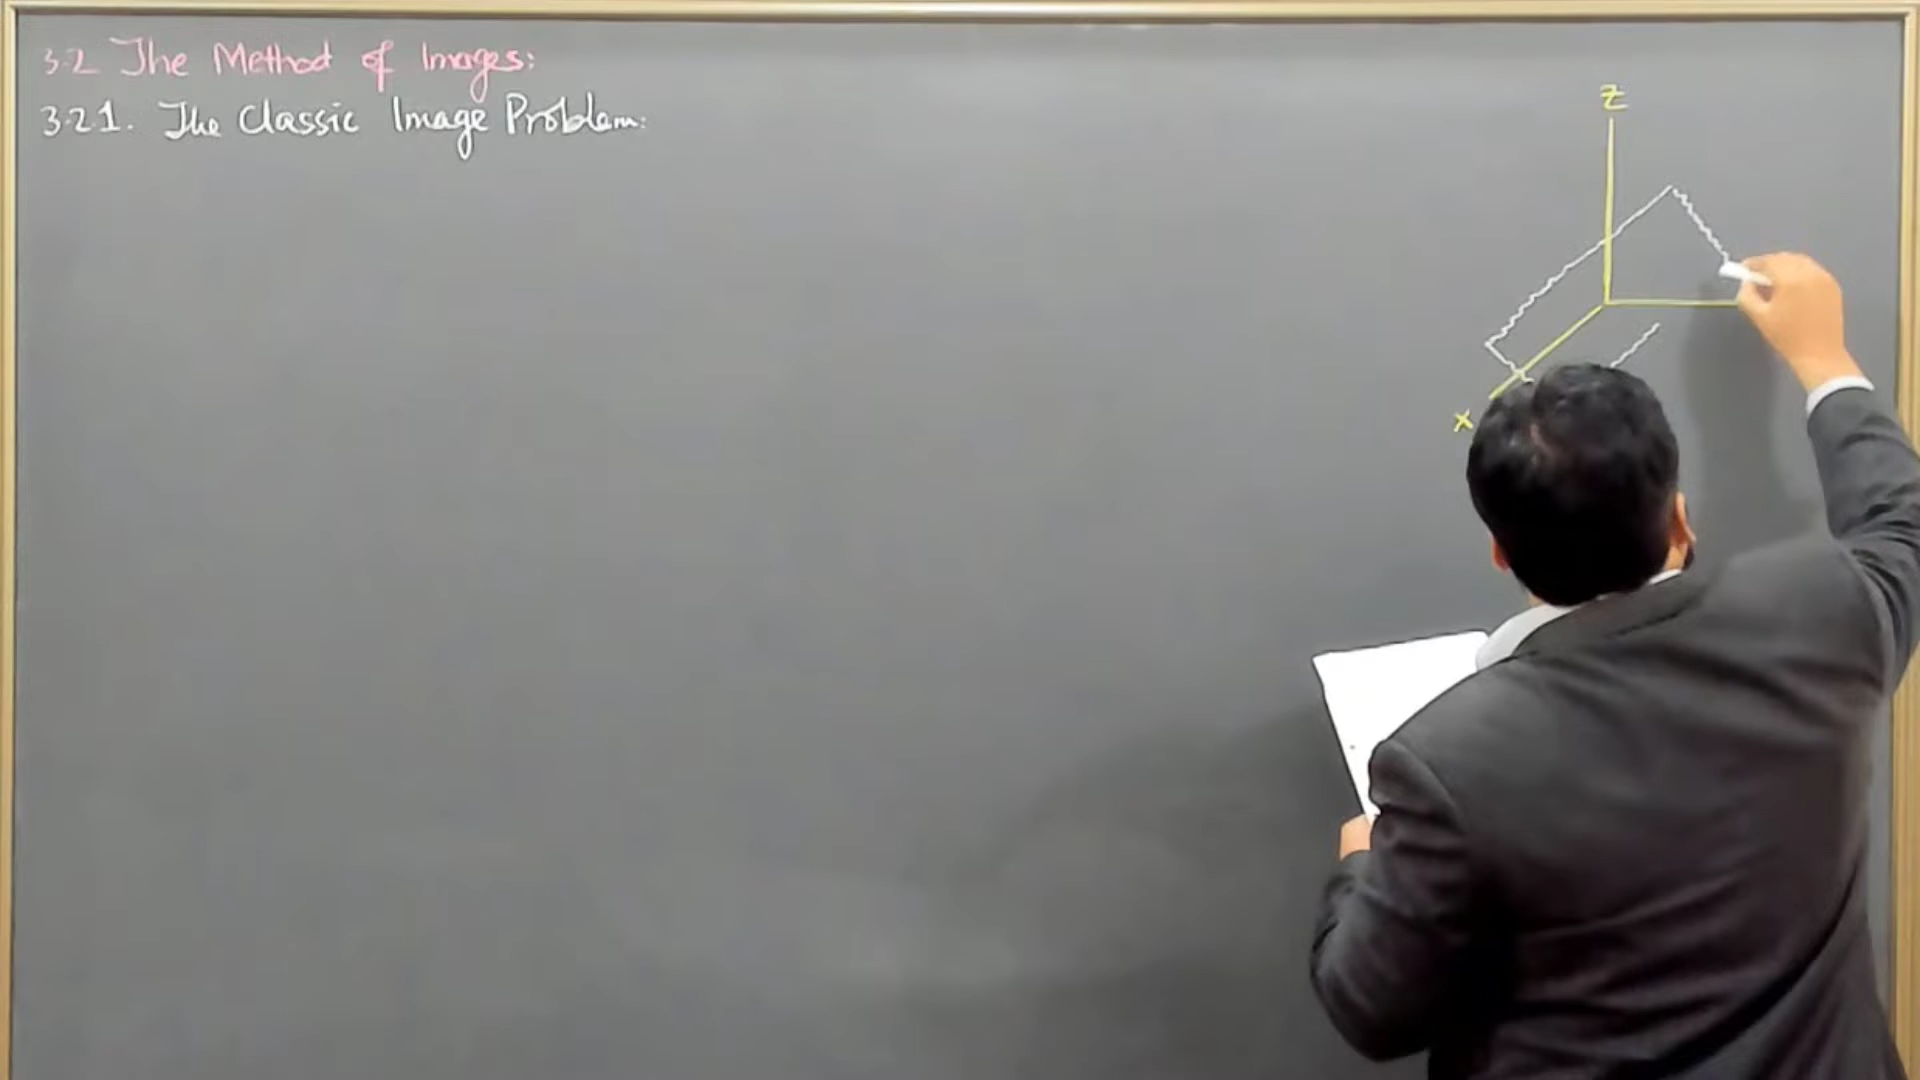 3.2 The Method of Images:
3.2.1. The Classic Image Problem:
Z
X